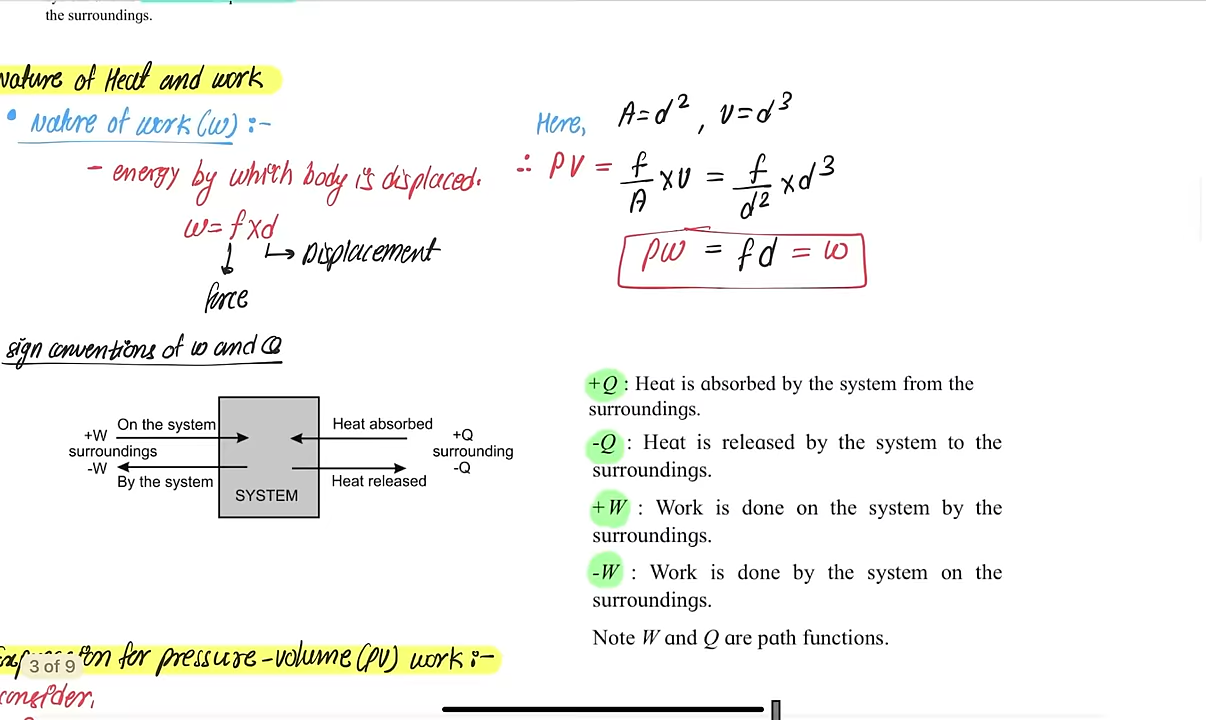 the surroundings.
Nature of Heat and work
• Nature of work (w) :-
- energy by which body is displaced.
w = f x d
Displacement
force
Here, A = d², v = d³
∴ PV = f/A x v = f/d² x d³
pw = fd = w
sign conventions of w and Q
+W On the system
surroundings
-W By the system
SYSTEM
Heat absorbed +Q
surrounding
Heat released -Q
+Q : Heat is absorbed by the system from the
surroundings.
-Q : Heat is released by the system to the
surroundings.
+W : Work is done on the system by the
surroundings.
-W : Work is done by the system on the
surroundings.
Note W and Q are path functions.
for pressure-volume (PV) work :-
3 of 9
consider,